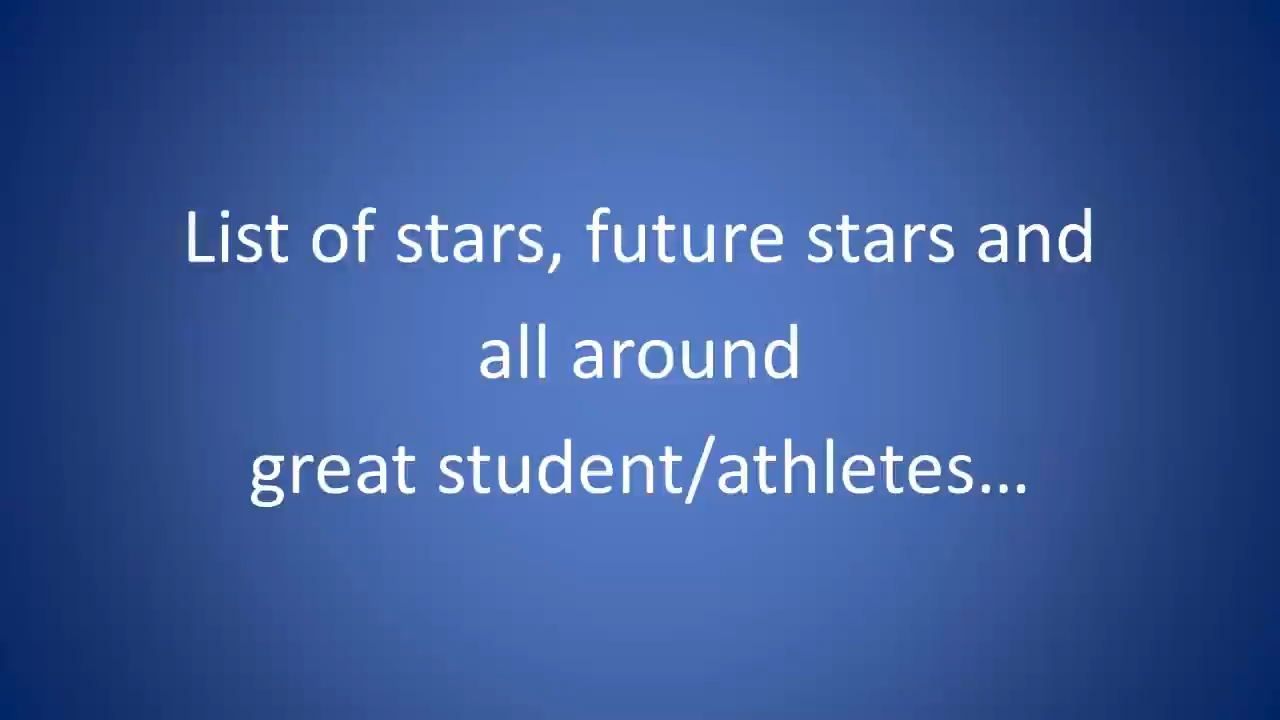 List of stars, future stars and
all around
great student/athletes…